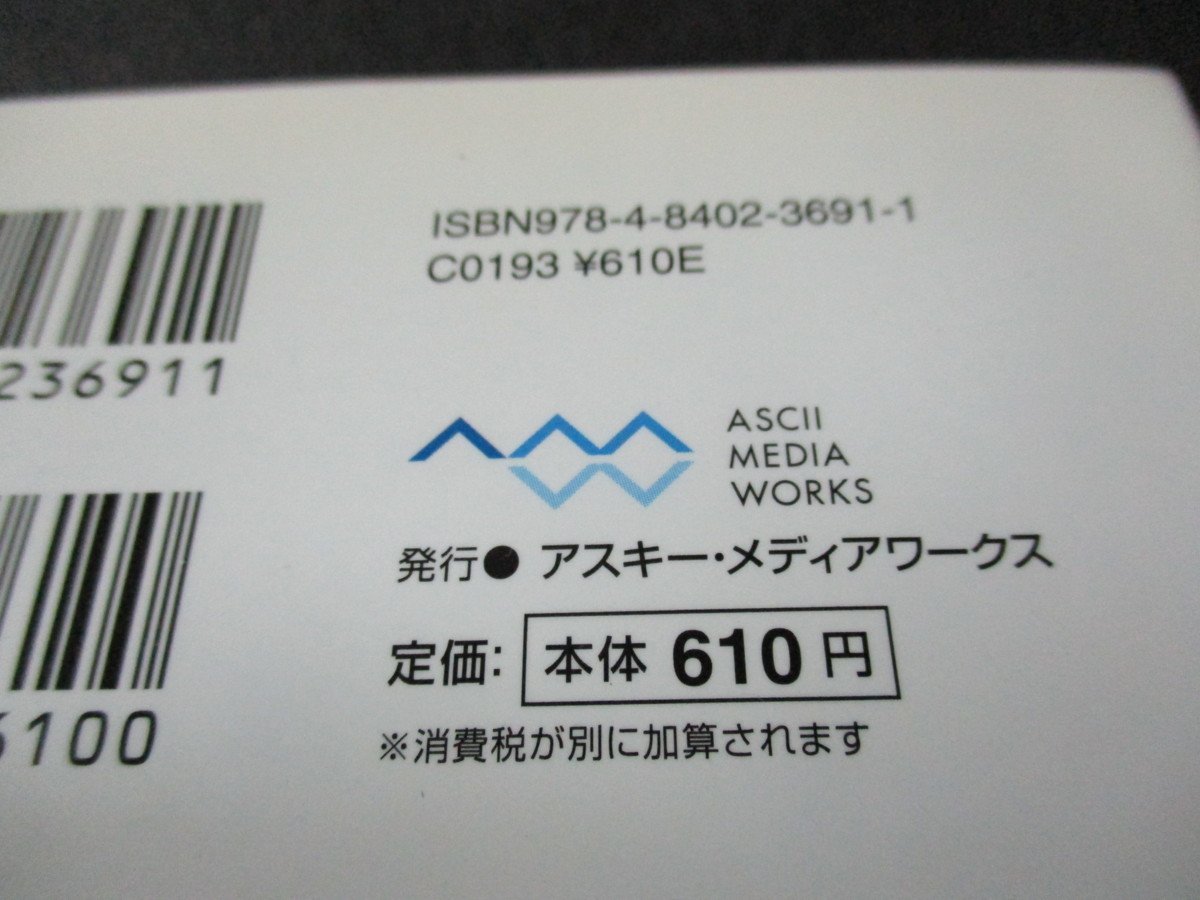 ISBN978-4-8402-3691-1
C0193 ¥610E
236911
ASCII
MEDIA
WORKS
発行●アスキー・メディアワークス
定価: 本体 610 円
6100
※消費税が別に加算されます